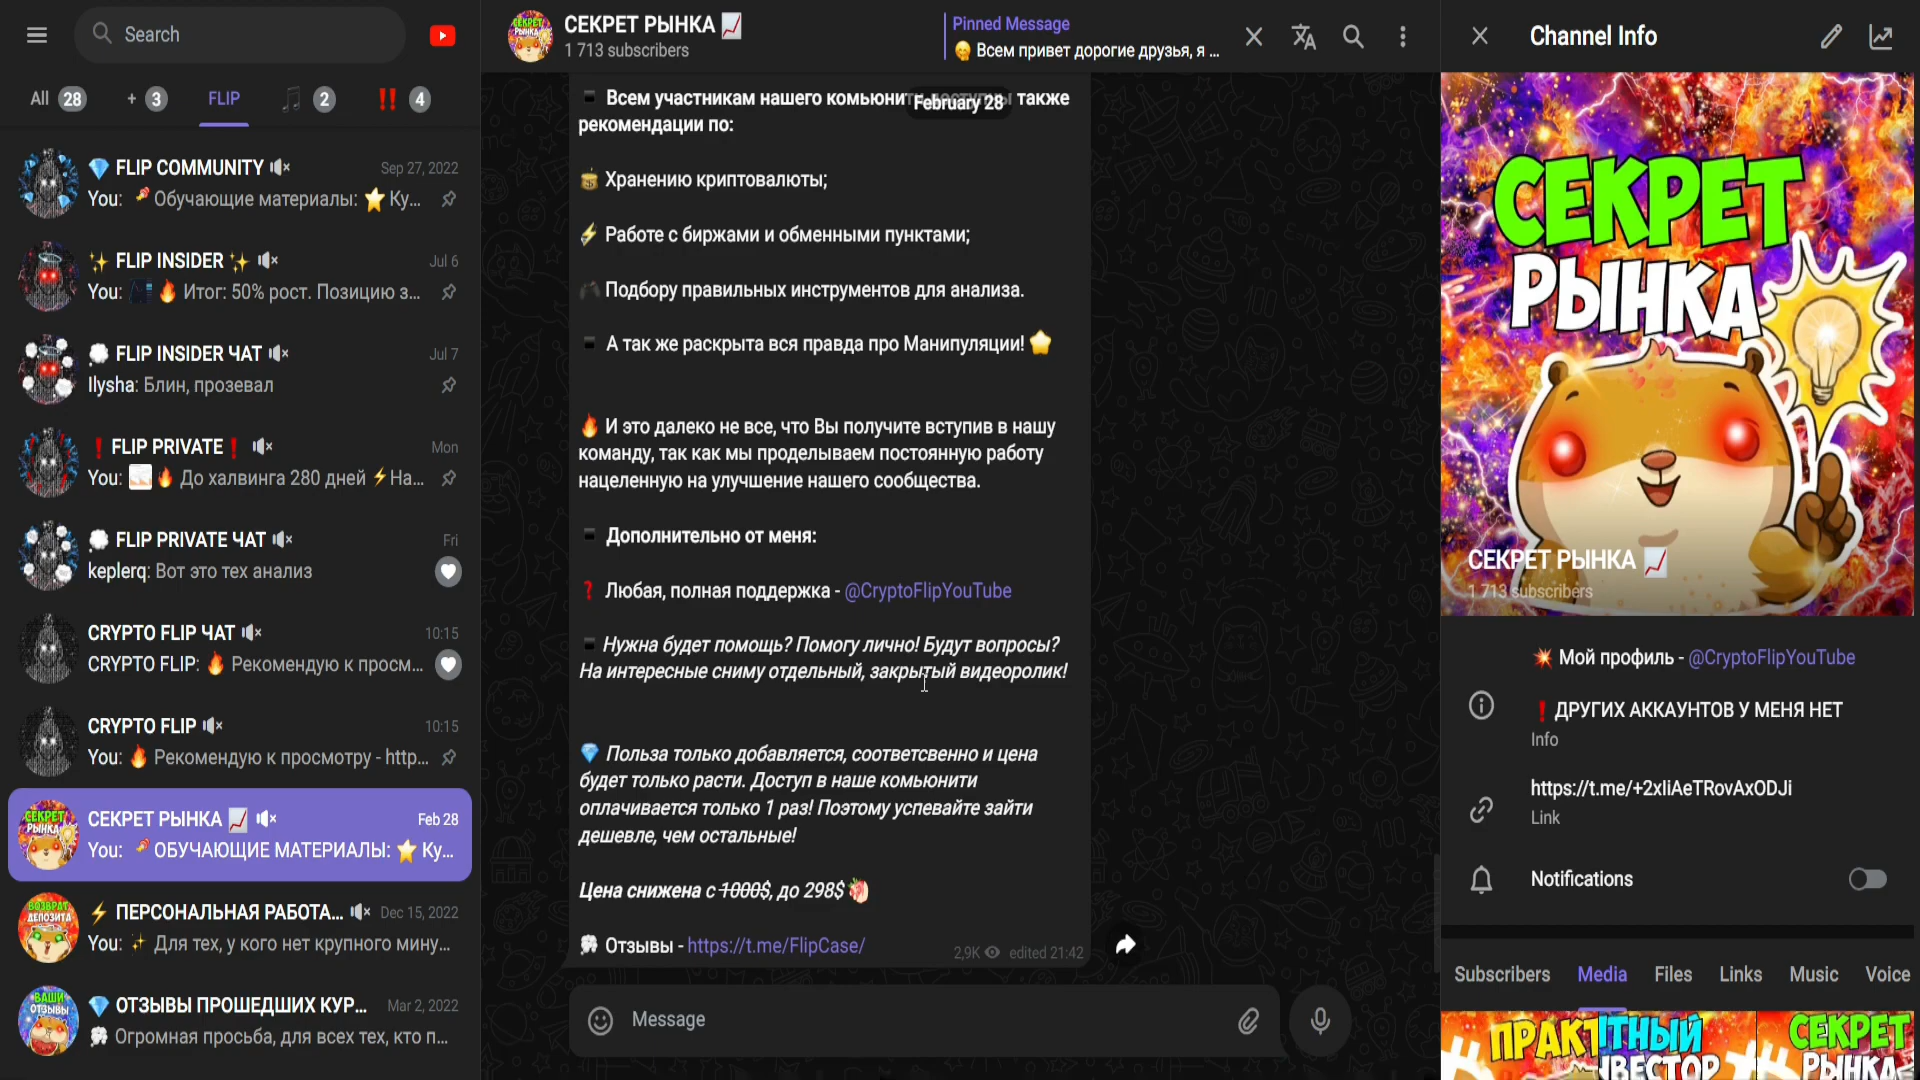 Search
All 28
+ 3
FLIP
2
4
FLIP COMMUNITY
Sep 27, 2022
You: Обучающие материалы: Ку...
FLIP INSIDER
Jul 6
You: Итог: 50% рост. Позицию з...
FLIP INSIDER ЧАТ
Jul 7
Ilysha: Блин, прозевал
FLIP PRIVATE
Mon
You: До халвинга 280 дней На...
FLIP PRIVATE ЧАТ
Fri
keplerq: Вот это тех анализ
CRYPTO FLIP ЧАТ
10:15
CRYPTO FLIP: Рекомендую к просм...
CRYPTO FLIP
10:15
You: Рекомендую к просмотру - http...
СЕКРЕТ РЫНКА
Feb 28
You: ОБУЧАЮЩИЕ МАТЕРИАЛЫ: Ку...
ПЕРСОНАЛЬНАЯ РАБОТА...
Dec 15, 2022
You: Для тех, у кого нет крупного мину...
ОТЗЫВЫ ПРОШЕДШИХ КУР...
Mar 2, 2022
Огромная просьба, для всех тех, кто п...
СЕКРЕТ РЫНКА
1 713 subscribers
Pinned Message
Всем привет дорогие друзья, я ...
February 28
Всем участникам нашего также
рекомендации по:
Хранению криптовалюты;
Работе с биржами и обменными пунктами;
Подбору правильных инструментов для анализа.
А так же раскрыта вся правда про Манипуляции!
И это далеко не все, что Вы получите вступив в нашу
команду, так как мы проделываем постоянную работу
нацеленную на улучшение нашего сообщества.
Дополнительно от меня:
Любая, полная поддержка - @CryptoFlipYouTube
Нужна будет помощь? Помогу лично! Будут вопросы?
На интересные сниму отдельный, закрытый видеоролик!
Польза только добавляется, соответсвенно и цена
будет только расти. Доступ в наше комьюнити
оплачивается только 1 раз! Поэтому успевайте зайти
дешевле, чем остальные!
Цена снижена с 1000$, до 298$
Отзывы - https://t.me/FlipCase/
2,9K edited 21:42
Message
Channel Info
СЕКРЕТ
РЫНКА
СЕКРЕТ РЫНКА
1 713 subscribers
Мой профиль - @CryptoFlipYouTube
ДРУГИХ АККАУНТОВ У МЕНЯ НЕТ
Info
https://t.me/+2xliAeTRovAxODJi
Link
Notifications
Subscribers Media Files Links Music Voice
СЕКРЕТ
РЫНКА